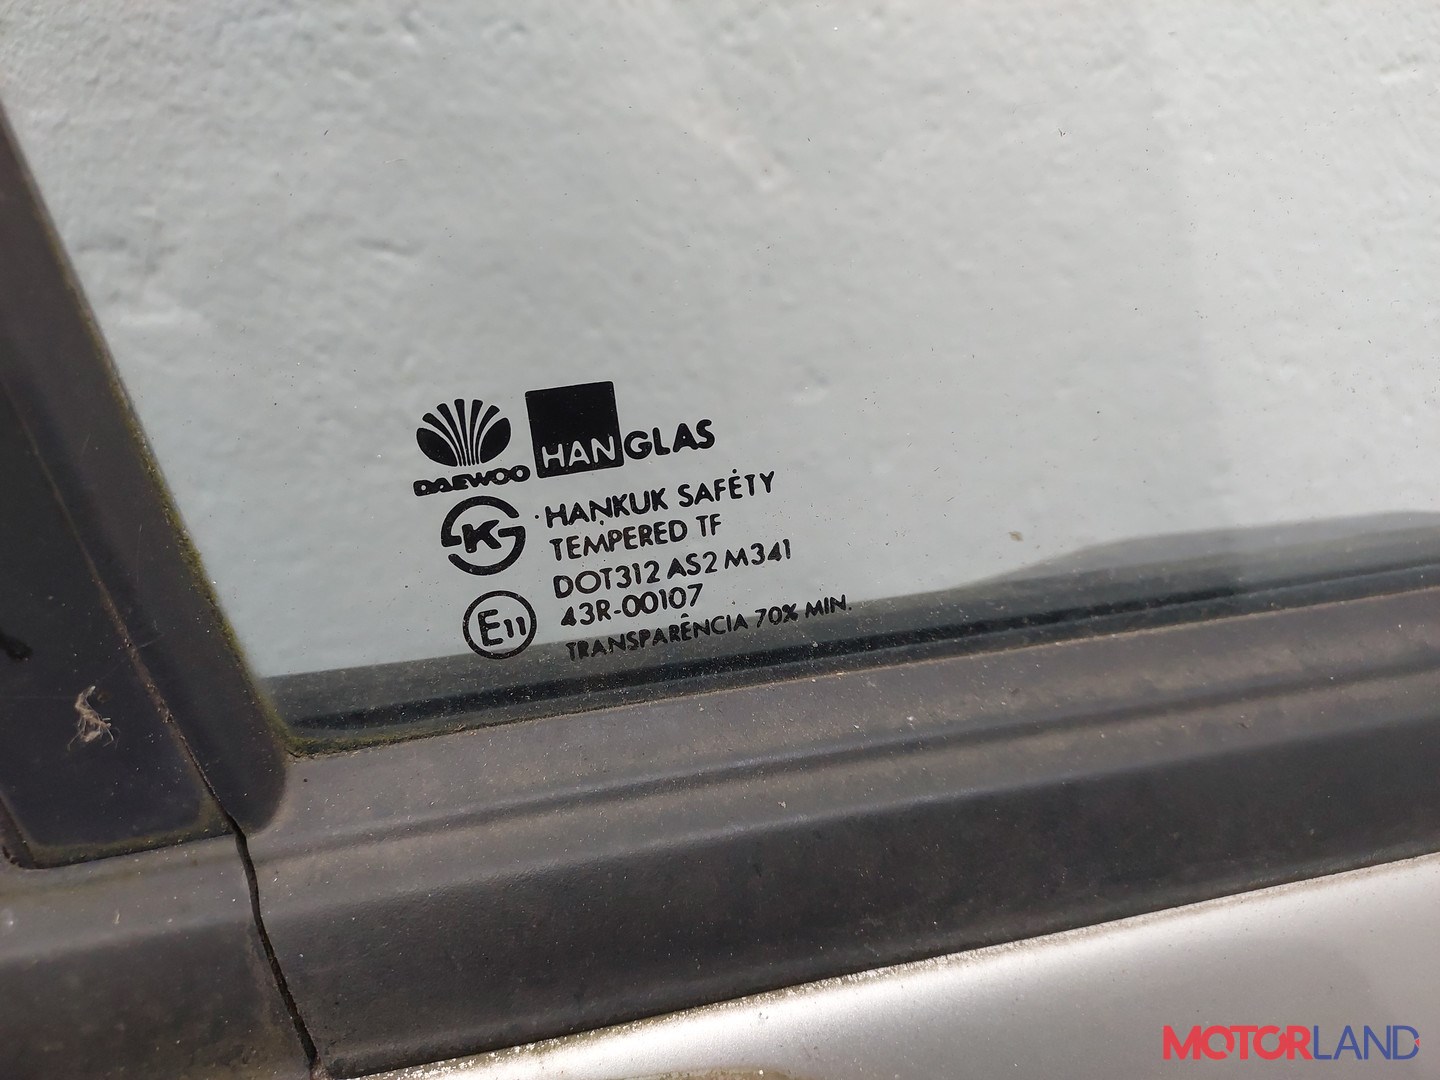 DAEWOO
HANGLAS
K
HANKUK SAFETY
TEMPERED TF
DOT312 AS2 M341
E11
43R-00107
TRANSPARÊNCIA 70% MIN.
MOTORLAND